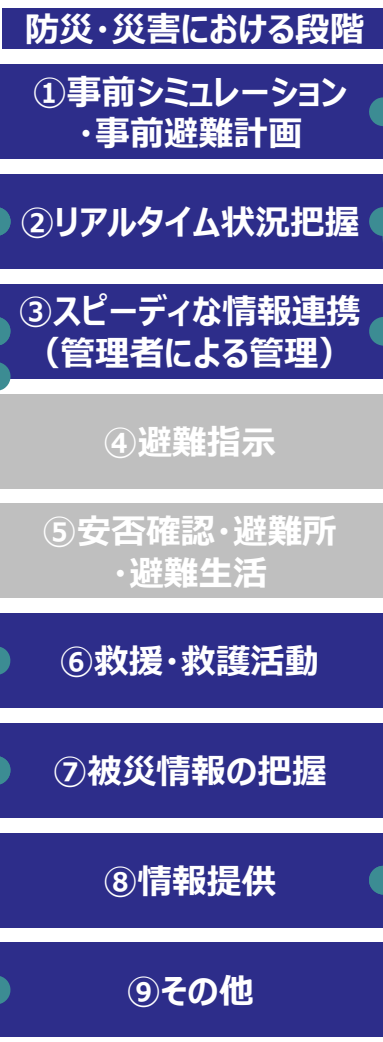 防災・災害における段階
①事前シミュレーション
・事前避難計画
②リアルタイム状況把握
③スピーディな情報連携
（管理者による管理）
④避難指示
⑤安否確認・避難所
・避難生活
⑥救援・救護活動
⑦被災情報の把握
⑧情報提供
⑨その他